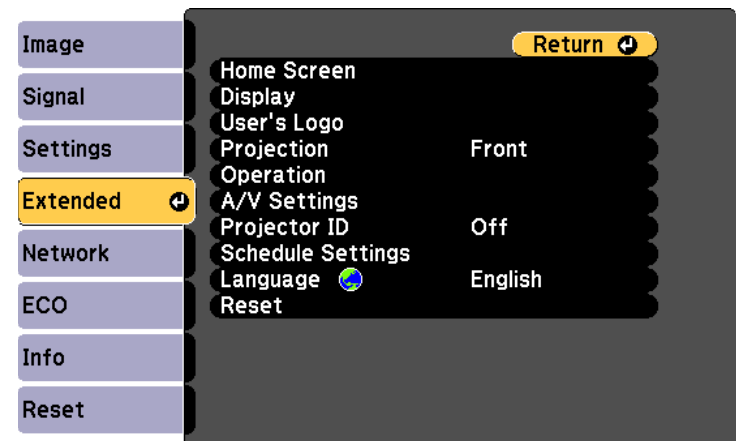 Image
Signal
Settings
Extended
Network
ECO
Info
Reset
Return
Home Screen
Display
User's Logo
Projection Front
Operation
A/V Settings
Projector ID Off
Schedule Settings
Language English
Reset